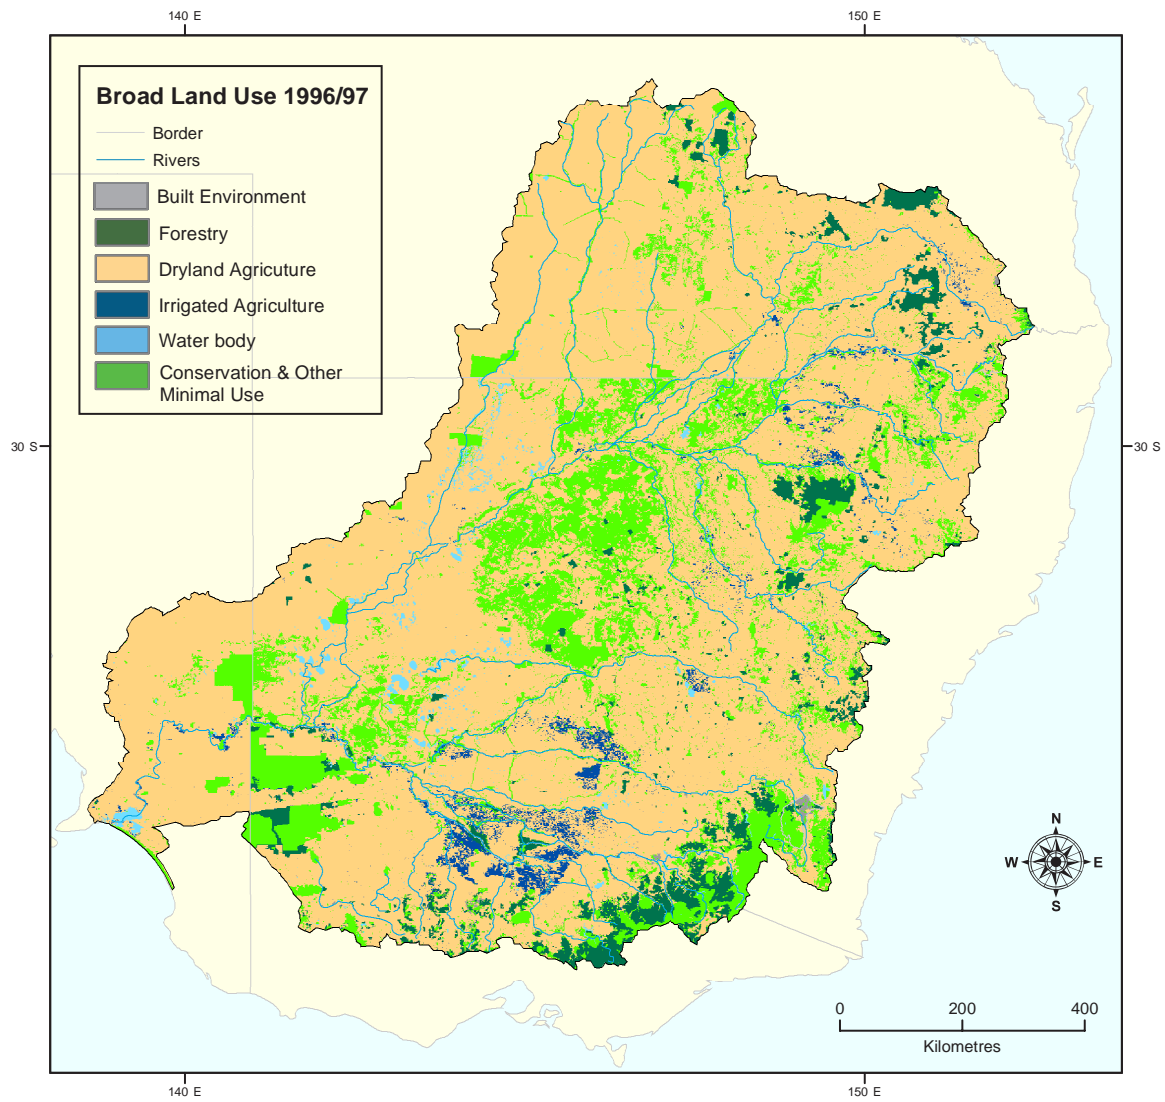 140 E
150 E
Broad Land Use 1996/97
Border
Rivers
Built Environment
Forestry
Dryland Agricuture
Irrigated Agriculture
Water body
Conservation & Other
Minimal Use
30 S
30 S
N
W
E
S
0
200
400
Kilometres
140 E
150 E